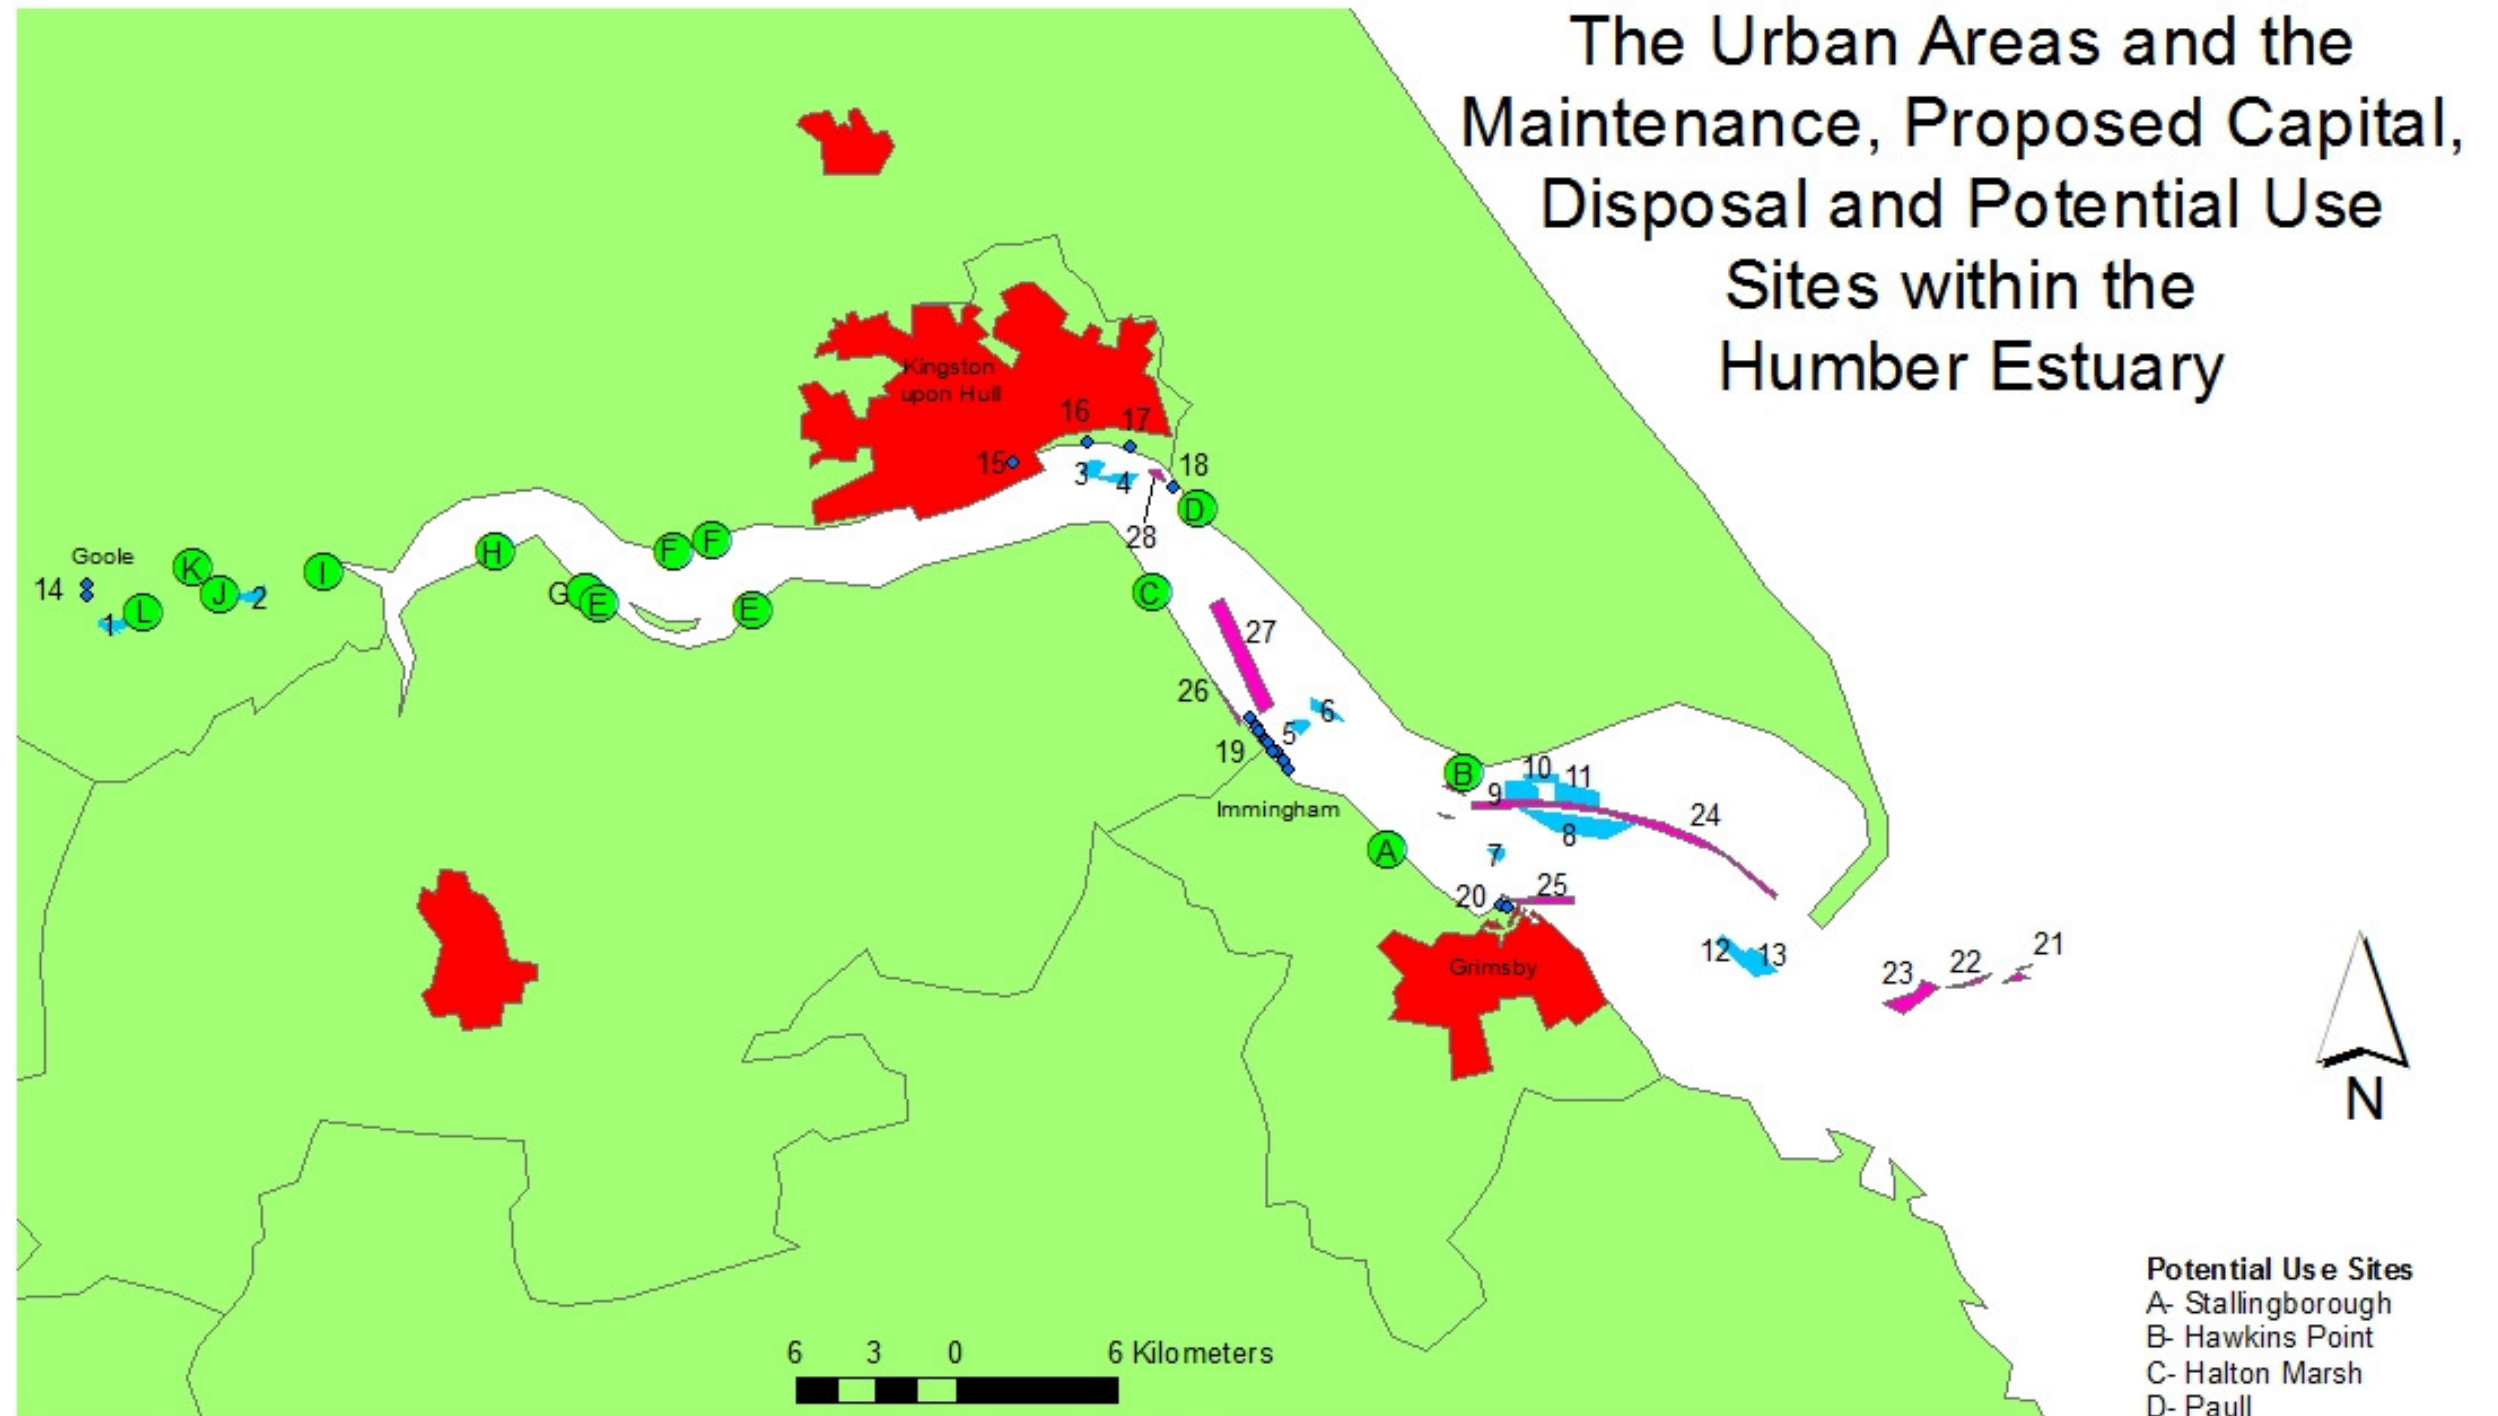 The Urban Areas and the
Maintenance, Proposed Capital,
Disposal and Potential Use
Sites within the
Humber Estuary
Kingston
upon Hull
16
17
15
3
4
18
D
28
Goole
14
K
J
2
I
L
1
H
F
F
G
E
E
C
27
26
6
5
19
Immingham
B
10
11
9
24
8
A
7
25
20
Grimsby
12
13
21
22
23
N
6 3 0 6 Kilometers
Potential Use Sites
A- Stallingborough
B- Hawkins Point
C- Halton Marsh
D- Paull